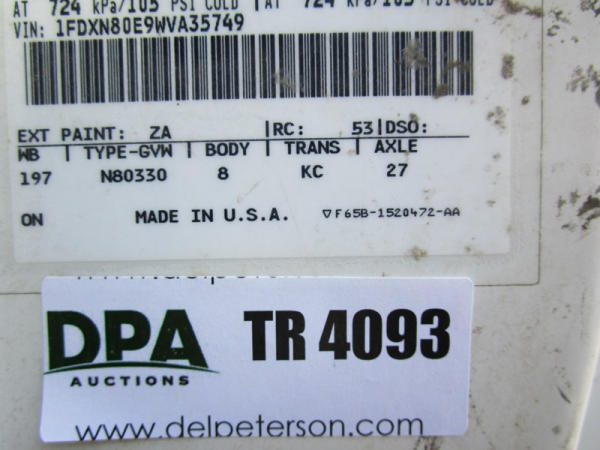 AT 724 kPa/105 PSI COLD | AT 724 kPa/105 PSI COLD
VIN: 1FDXN80E9WVA35749
EXT PAINT: ZA |RC: 53|DSO:
WB | TYPE-GVW | BODY | TRANS | AXLE
197 N80330 8 KC 27
ON MADE IN U.S.A. ▽F65B-1520472-AA
DPA TR 4093
AUCTIONS
www.delpeterson.com